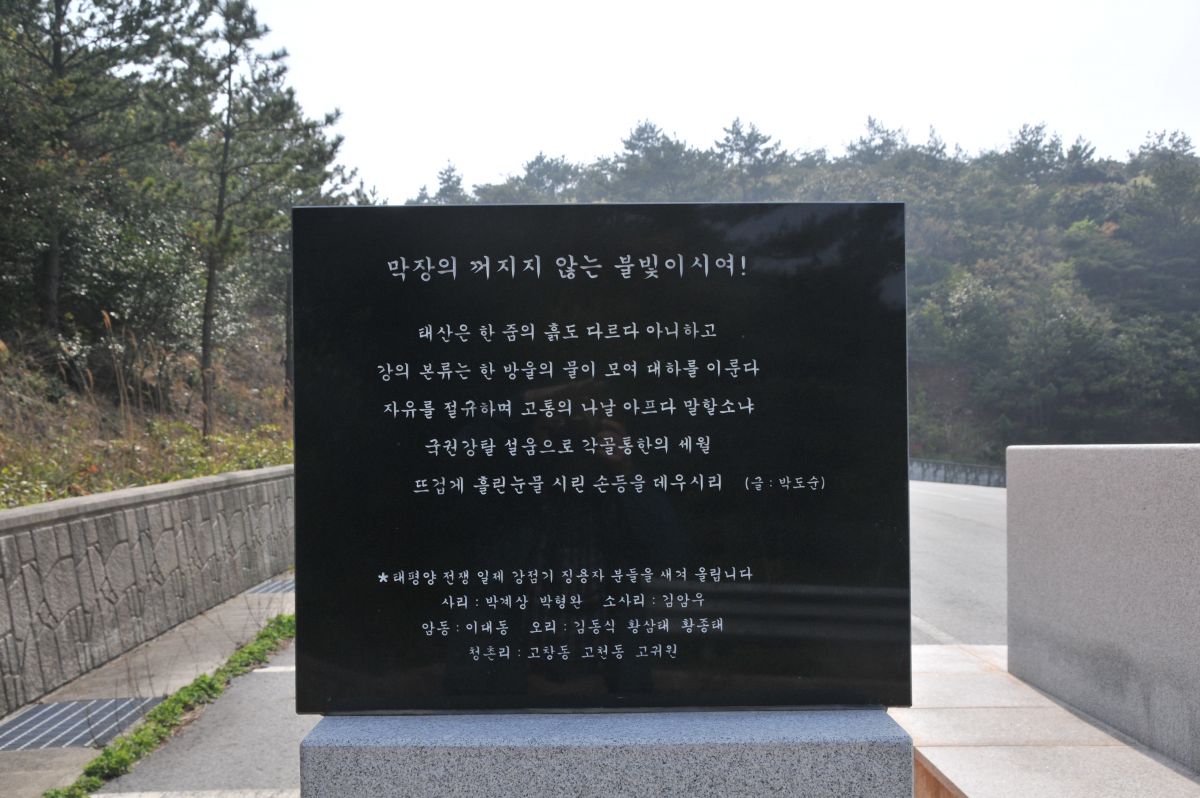 막장의 꺼지지 않는 불빛이시여!
태산은 한 줌의 흙도 다르다 아니하고
강의 본류는 한 방울의 물이 모여 대하를 이룬다
자유를 절규하며 고통의 나날 아프다 말할소냐
국권강탈 설움으로 각골통한의 세월
뜨겁게 흘린눈물 시린 손등을 데우시리 (글 : 박도순)
*태평양 전쟁 일제 강점기 징용자 분들을 새겨 올립니다
사리 : 박계상 박형완 소사리 : 김암우
암동 : 이대동 오리 : 김동식 황삼태 황종태
청촌리 : 고창동 고천동 고귀원